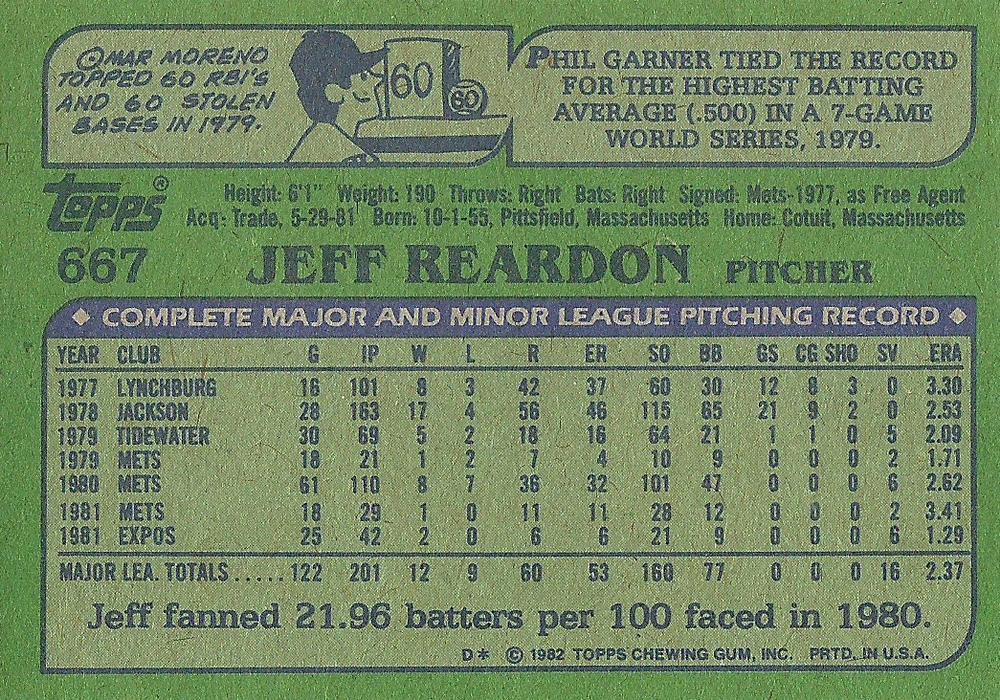 OMAR MORENO
TOPPED 60 RBI'S
AND 60 STOLEN
BASES IN 1979.
60
60
PHIL GARNER TIED THE RECORD
FOR THE HIGHEST BATTING
AVERAGE (.500) IN A 7-GAME
WORLD SERIES, 1979.
Topps®
Height: 6'1" Weight: 190 Throws: Right Bats: Right Signed: Mets-1977, as Free Agent
Acq: Trade, 5-29-81 Born: 10-1-55, Pittsfield, Massachusetts Home: Cotuit, Massachusetts
667 JEFF REARDON PITCHER
COMPLETE MAJOR AND MINOR LEAGUE PITCHING RECORD
YEAR CLUB G IP W L R ER SO BB GS CG SHO SV ERA
1977 LYNCHBURG 16 101 8 3 42 37 60 30 12 8 3 0 3.30
1978 JACKSON 28 163 17 4 56 46 115 65 21 9 2 0 2.53
1979 TIDEWATER 30 69 5 2 18 16 64 21 1 1 0 5 2.09
1979 METS 18 21 1 2 7 4 10 9 0 0 0 2 1.71
1980 METS 61 110 8 7 36 32 101 47 0 0 0 6 2.62
1981 METS 18 29 1 0 11 11 28 12 0 0 0 2 3.41
1981 EXPOS 25 42 2 0 6 6 21 9 0 0 0 6 1.29
MAJOR LEA. TOTALS.....122 201 12 9 60 53 160 77 0 0 0 16 2.37
Jeff fanned 21.96 batters per 100 faced in 1980.
D* © 1982 TOPPS CHEWING GUM, INC. PRTD. IN U.S.A.